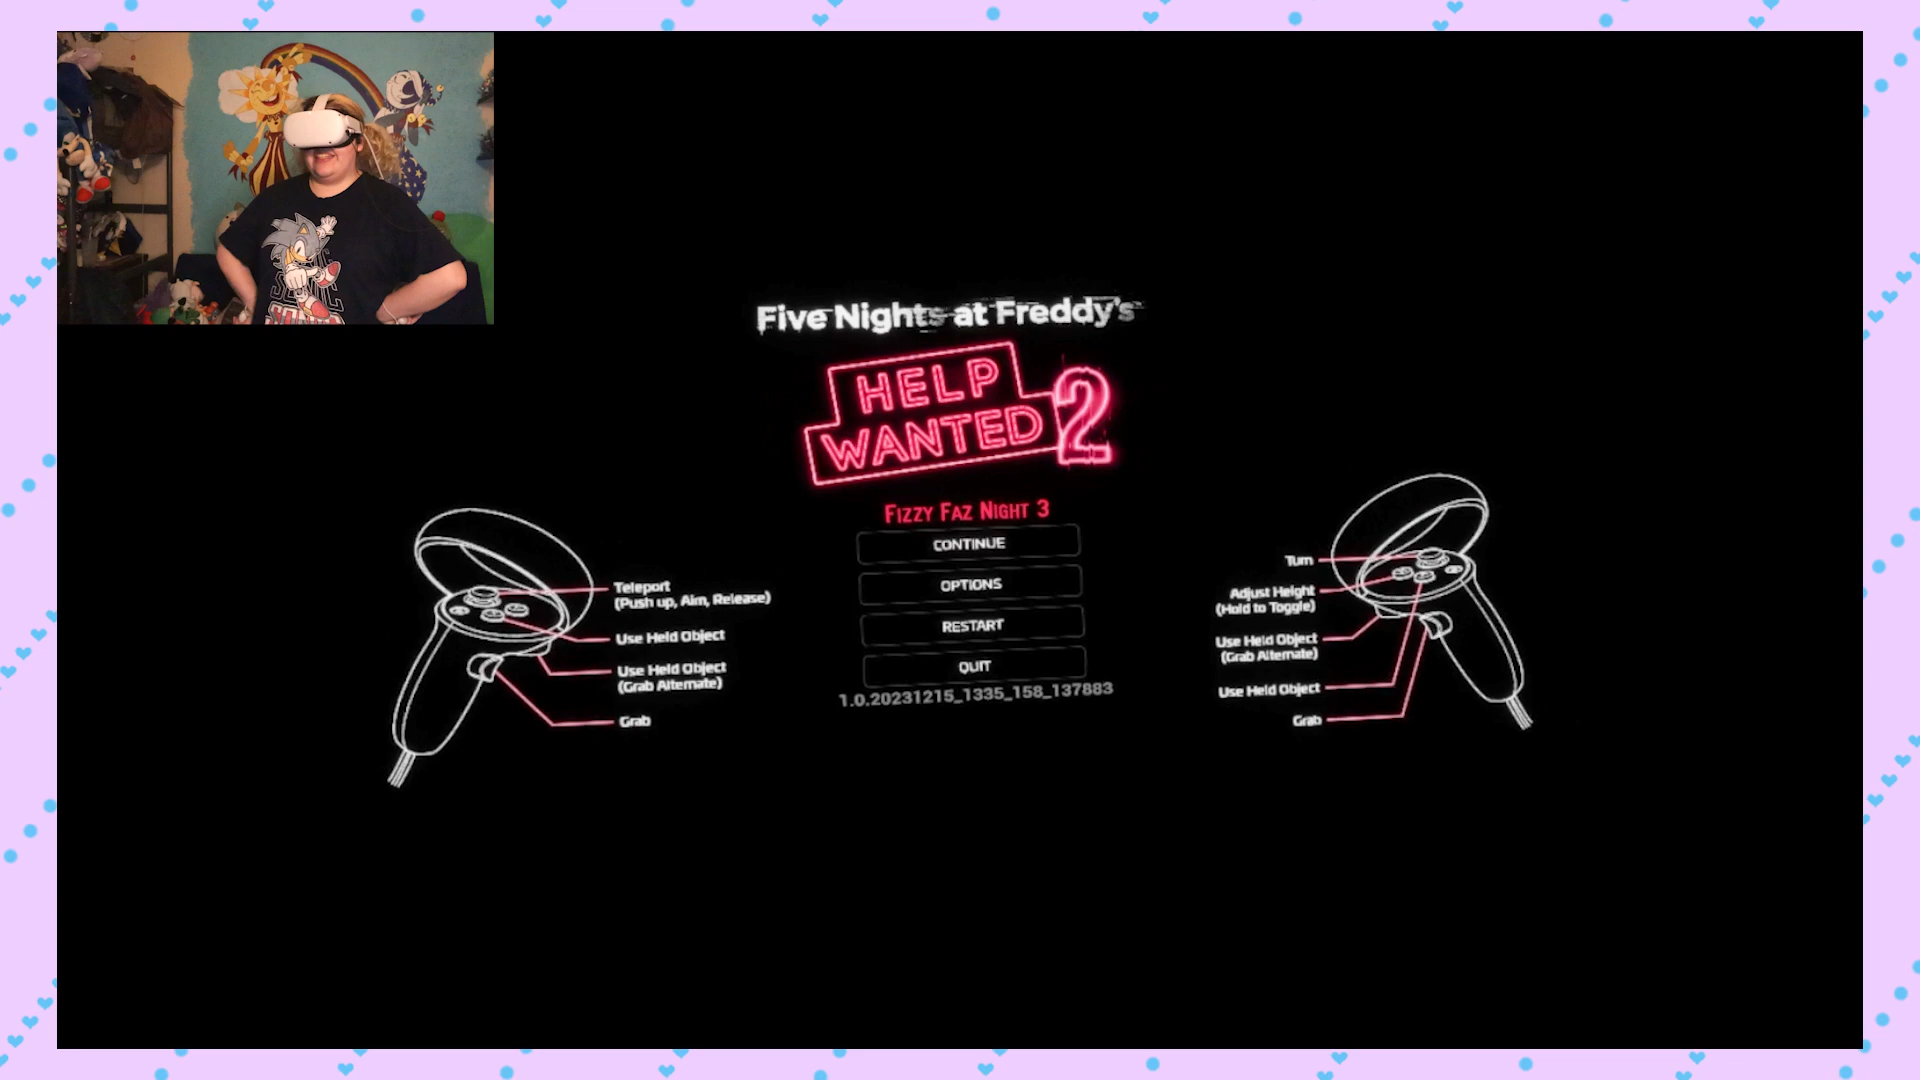 Five Nights at Freddy's
HELP
WANTED 2
FIZZY FAZ NIGHT 3
CONTINUE
OPTIONS
RESTART
QUIT
1.0.20231215_1335_158_137883
Teleport
(Push up, Aim, Release)
Use Held Object
Use Held Object
(Grab Alternate)
Grab
Turn
Adjust Height
(Hold to Toggle)
Use Held Object
(Grab Alternate)
Use Held Object
Grab
SONIC